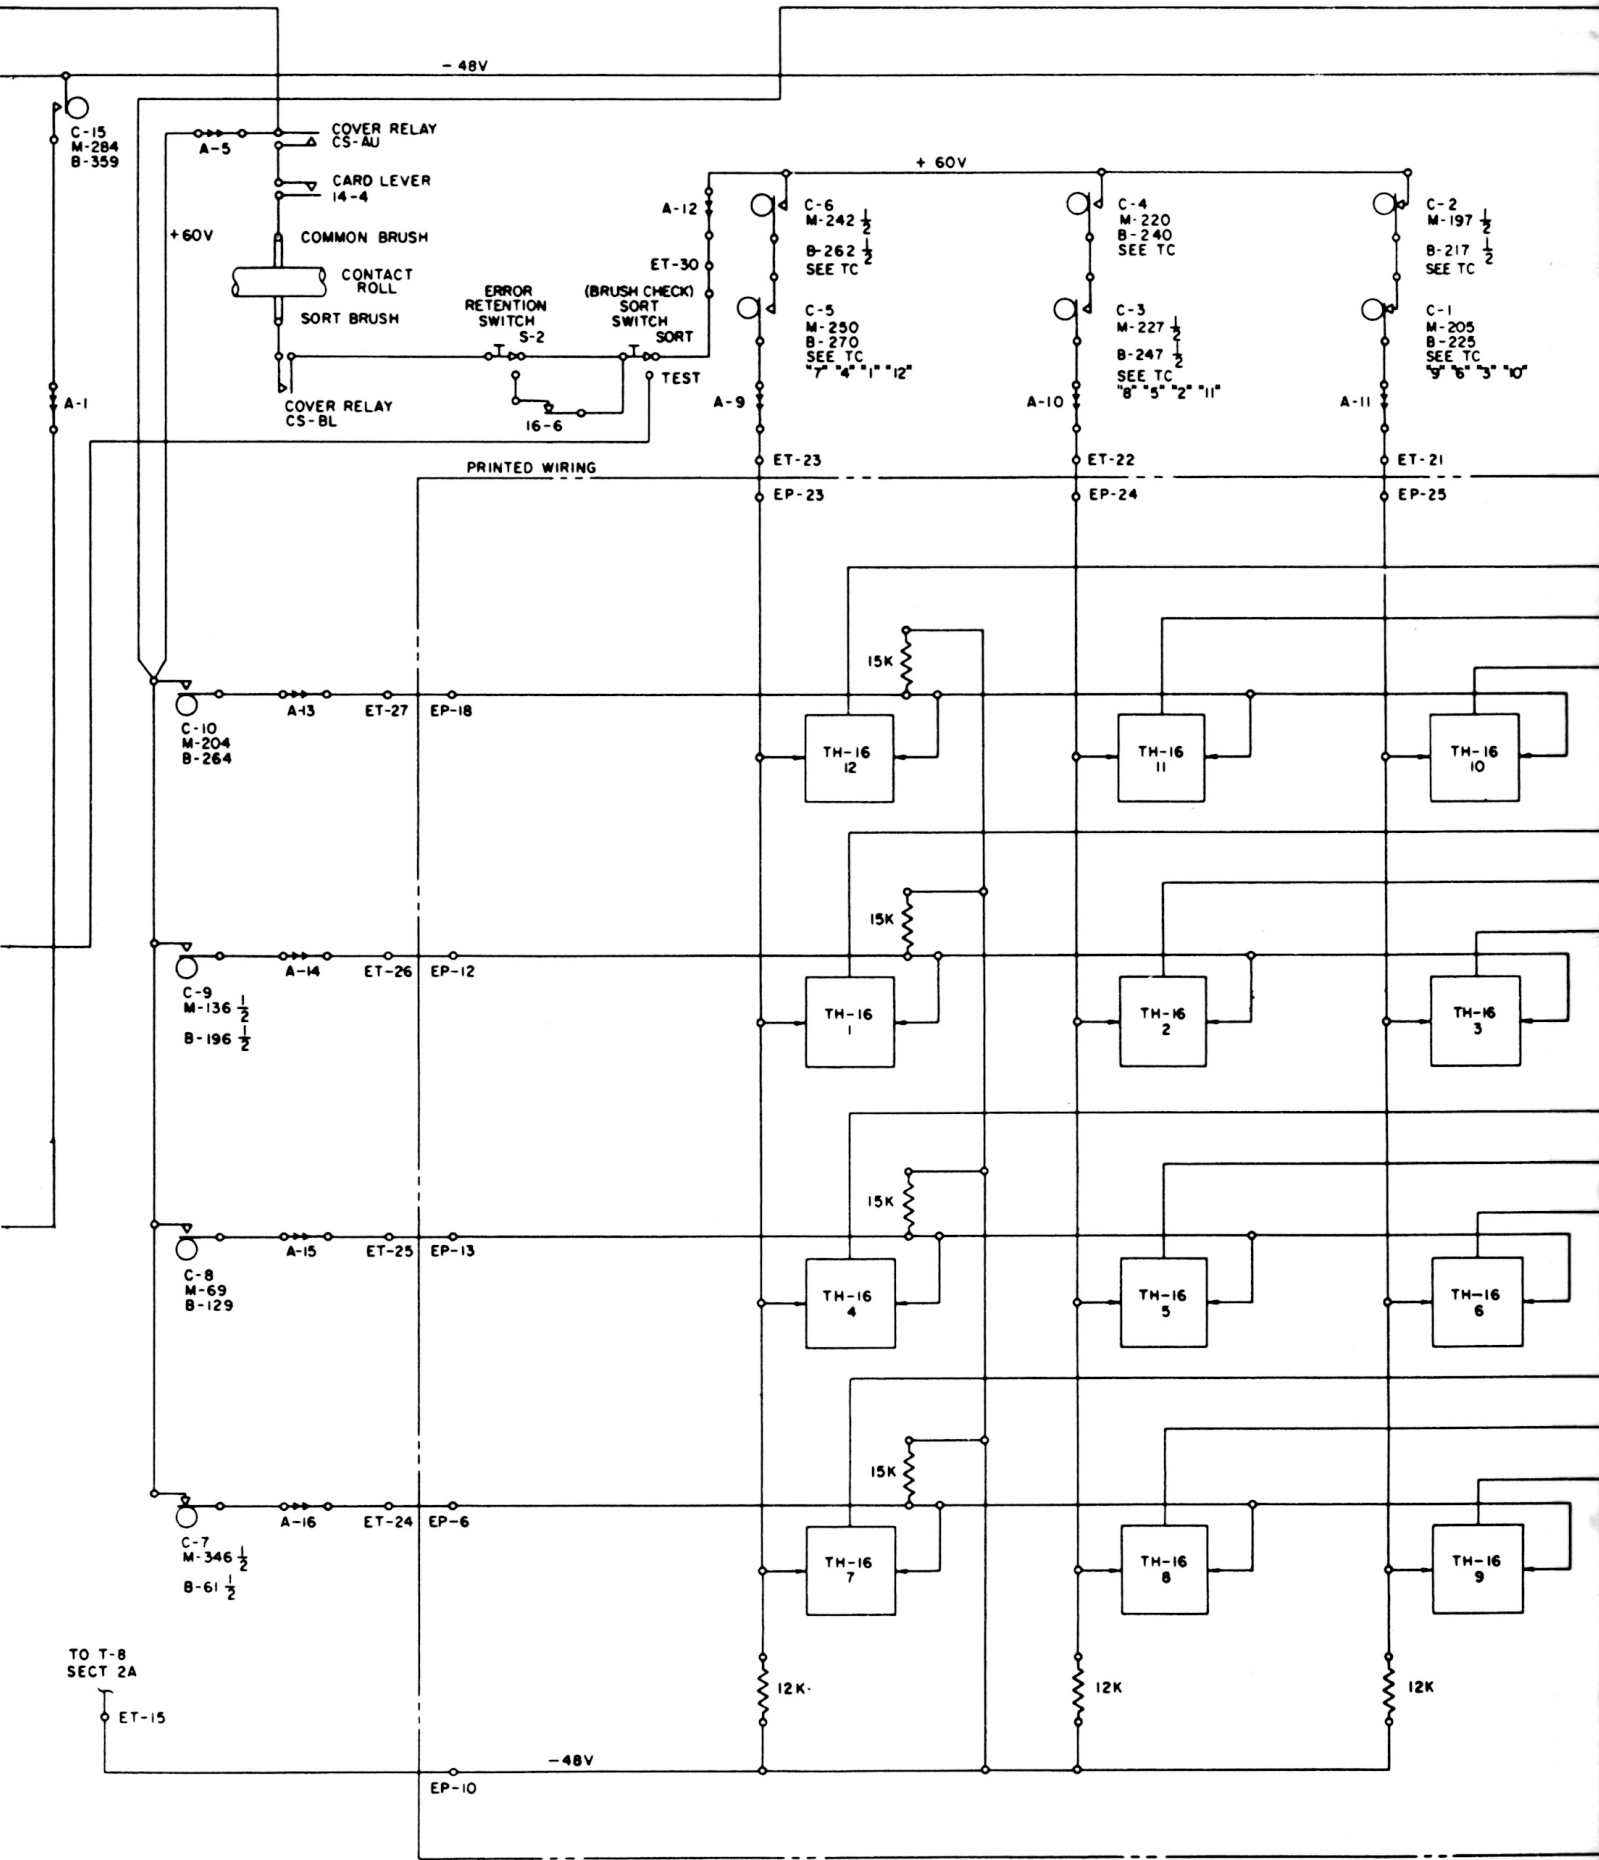 - 48V
C-15
M-284
B-359
A-5
COVER RELAY
CS-AU
CARD LEVER
14-4
+60V
COMMON BRUSH
CONTACT
ROLL
SORT BRUSH
COVER RELAY
CS-BL
ERROR
RETENTION
SWITCH
S-2
16-6
(BRUSH CHECK)
SORT
SWITCH
SORT
TEST
A-12
ET-30
+ 60V
C-6
M-242 1/2
B-262 1/2
SEE TC
C-4
M-220
B-240
SEE TC
C-2
M-197 1/2
B-217 1/2
SEE TC
C-5
M-250
B-270
SEE TC
"7" "4" "1" "12"
C-3
M-227 1/2
B-247 1/2
SEE TC
"8" "5" "2" "11"
C-1
M-205
B-225
SEE TC
"9" "6" "3" "10"
A-1
A-9
A-10
A-11
ET-23
ET-22
ET-21
PRINTED WIRING
EP-23
EP-24
EP-25
15K
A-13
ET-27
EP-18
C-10
M-204
B-264
TH-16
12
TH-16
11
TH-16
10
15K
A-14
ET-26
EP-12
C-9
M-136 1/2
B-196 1/2
TH-16
1
TH-16
2
TH-16
3
15K
A-15
ET-25
EP-13
C-8
M-69
B-129
TH-16
4
TH-16
5
TH-16
6
15K
A-16
ET-24
EP-6
C-7
M-346 1/2
B-61 1/2
TH-16
7
TH-16
8
TH-16
9
TO T-8
SECT 2A
ET-15
12K
12K
12K
-48V
EP-10